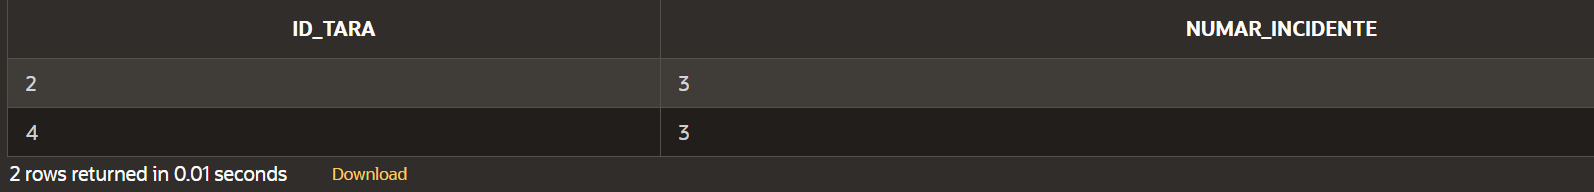 ID_TARA NUMAR_INCIDENTE
2 3
4 3
2 rows returned in 0.01 seconds Download